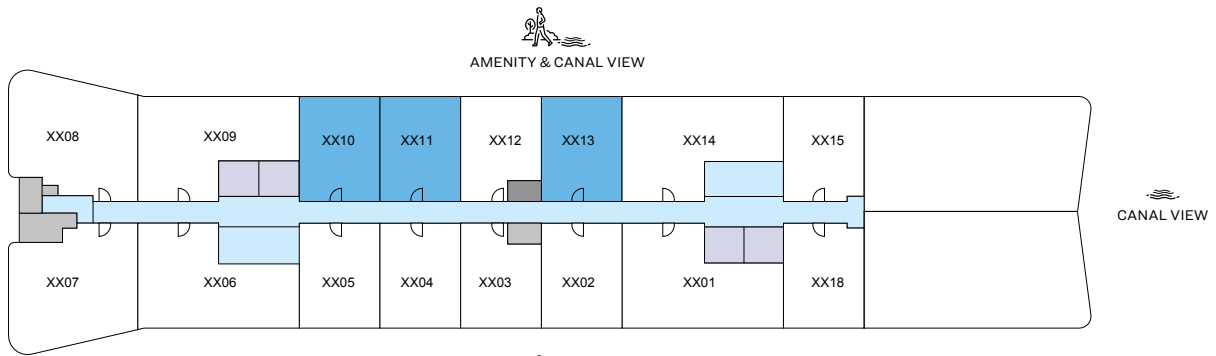 AMENITY & CANAL VIEW
XX08
XX09
XX10
XX11
XX12
XX13
XX14
XX15
CANAL VIEW
XX07
XX06
XX05
XX04
XX03
XX02
XX01
XX18